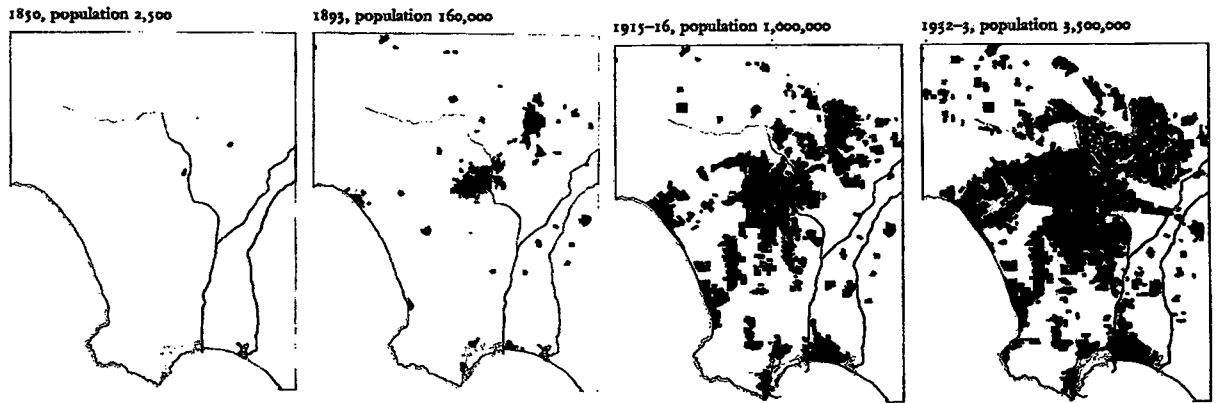 1850, population 2,500
1893, population 160,000
1915–16, population 1,000,000
1932–3, population 3,500,000